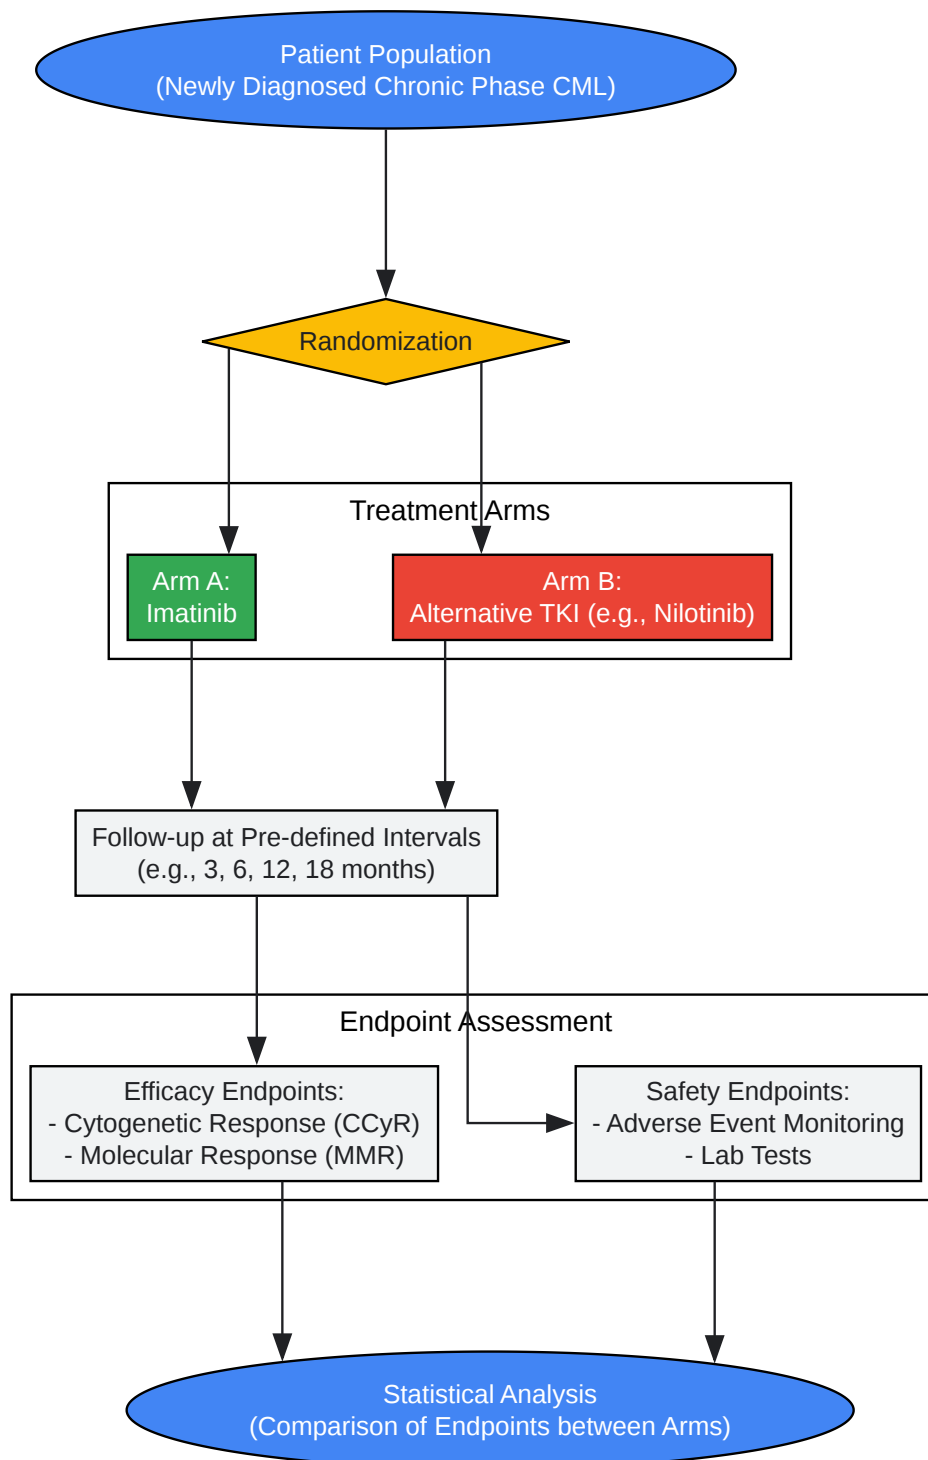 Patient Population
(Newly Diagnosed Chronic Phase CML)
Randomization
Treatment Arms
Arm A:
Imatinib
Arm B:
Alternative TKI (e.g., Nilotinib)
Follow-up at Pre-defined Intervals
(e.g., 3, 6, 12, 18 months)
Endpoint Assessment
Efficacy Endpoints:
- Cytogenetic Response (CCyR)
- Molecular Response (MMR)
Safety Endpoints:
- Adverse Event Monitoring
- Lab Tests
Statistical Analysis
(Comparison of Endpoints between Arms)